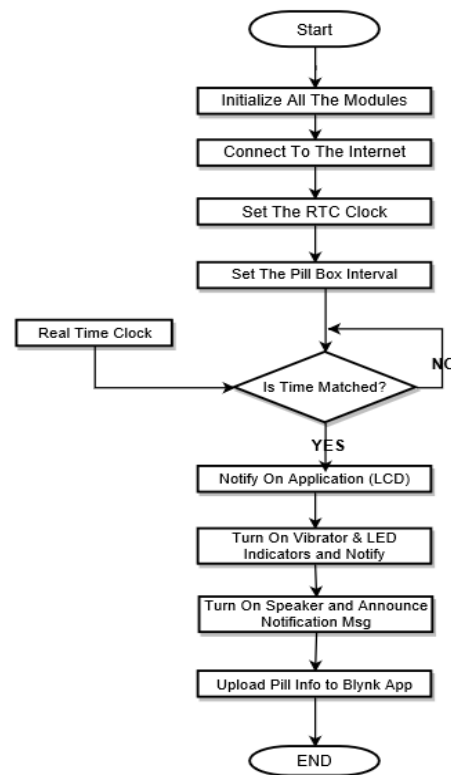 Start
Initialize All The Modules
Connect To The Internet
Set The RTC Clock
Set The Pill Box Interval
Real Time Clock
NO
Is Time Matched?
YES
Notify On Application (LCD)
Turn On Vibrator & LED
Indicators and Notify
Turn On Speaker and Announce
Notification Msg
Upload Pill Info to Blynk App
END